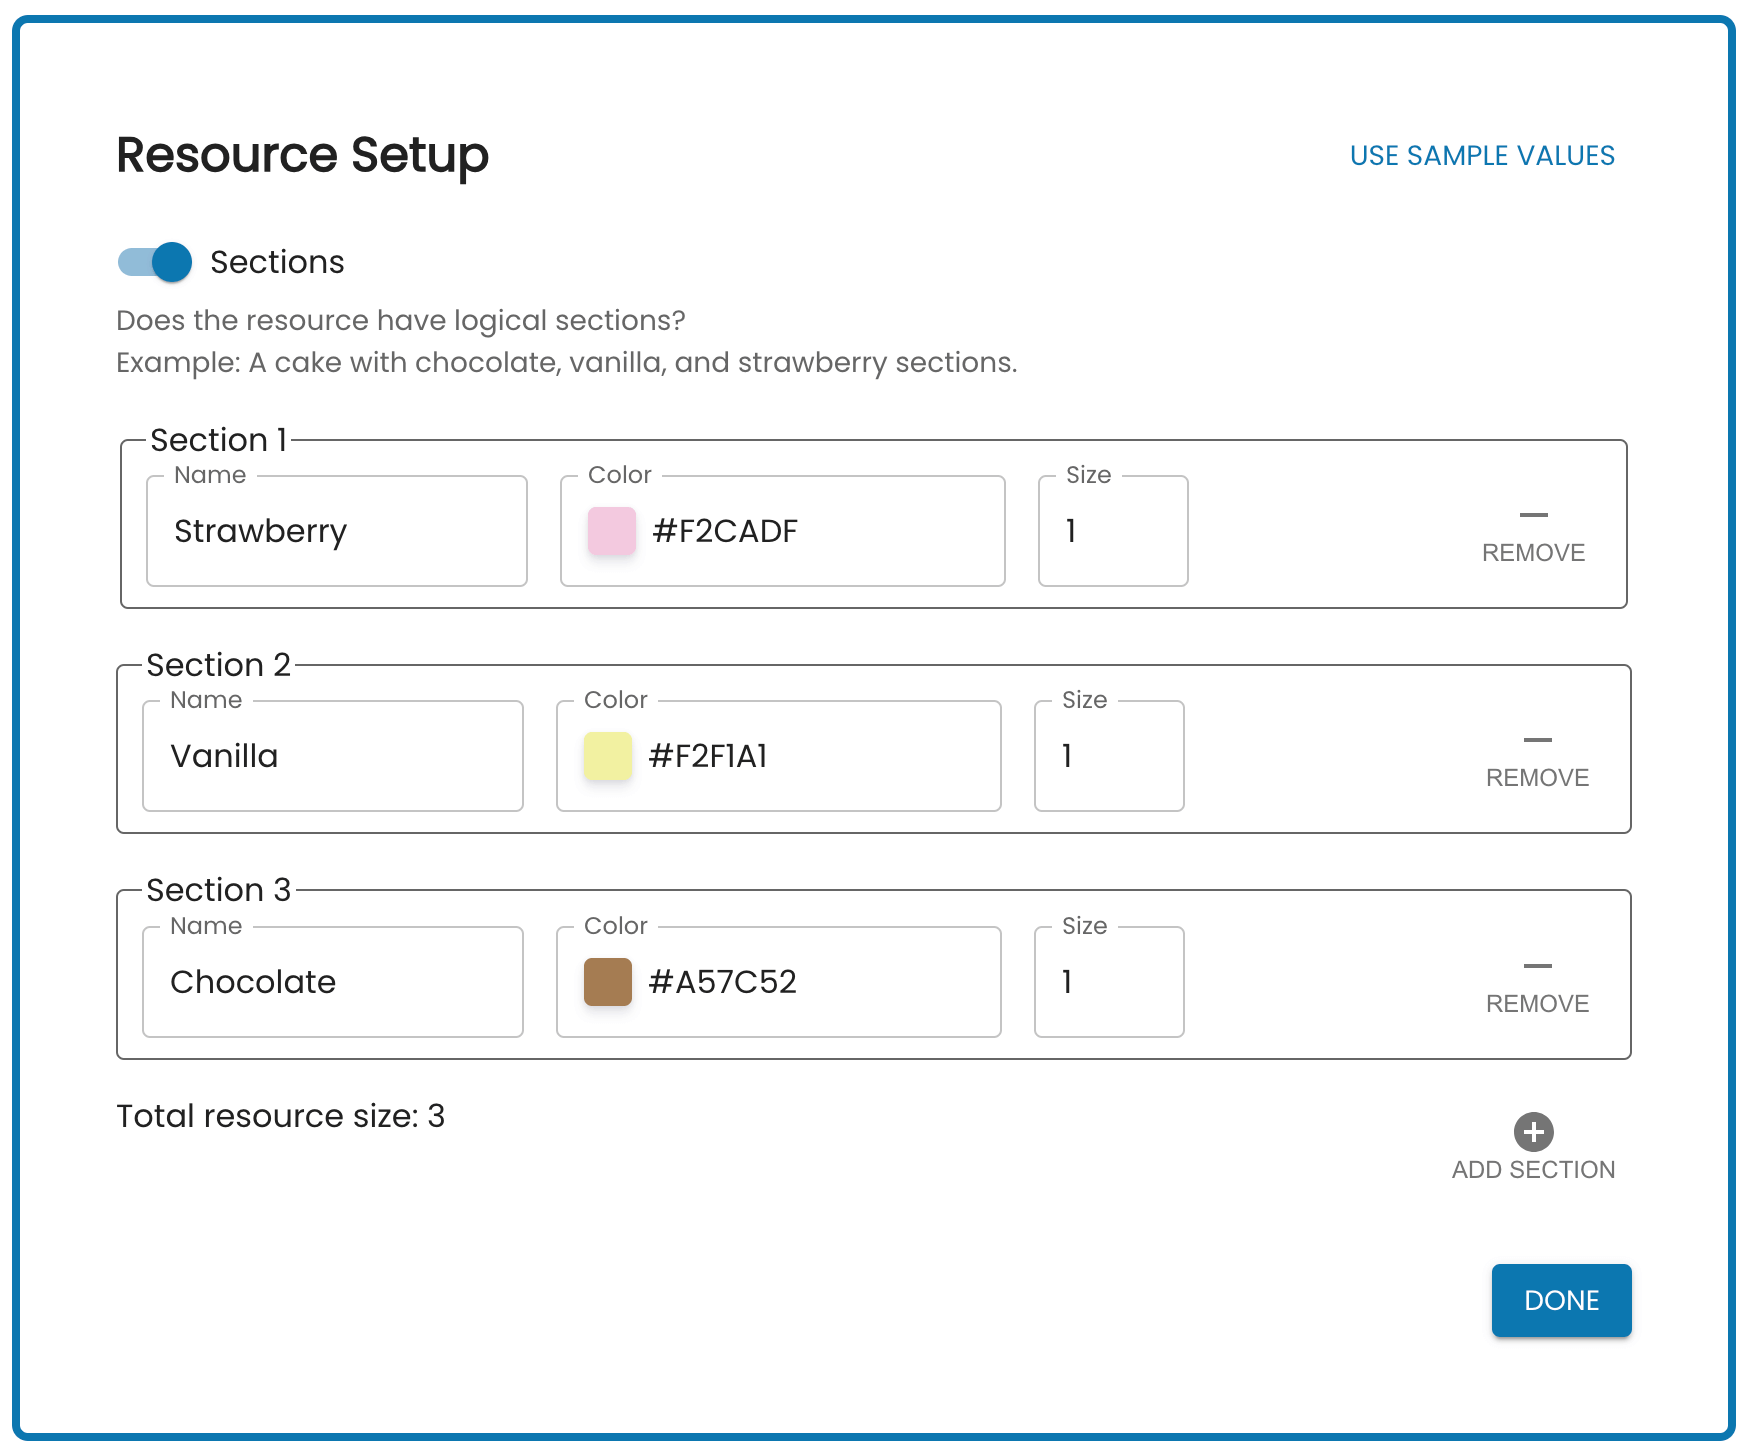 Resource Setup
USE SAMPLE VALUES
Sections
Does the resource have logical sections?
Example: A cake with chocolate, vanilla, and strawberry sections.
Section 1
Name
Color
Size
Strawberry
#F2CADF
1
REMOVE
Section 2
Name
Color
Size
Vanilla
#F2F1A1
1
REMOVE
Section 3
Name
Color
Size
Chocolate
#A57C52
1
REMOVE
Total resource size: 3
ADD SECTION
DONE